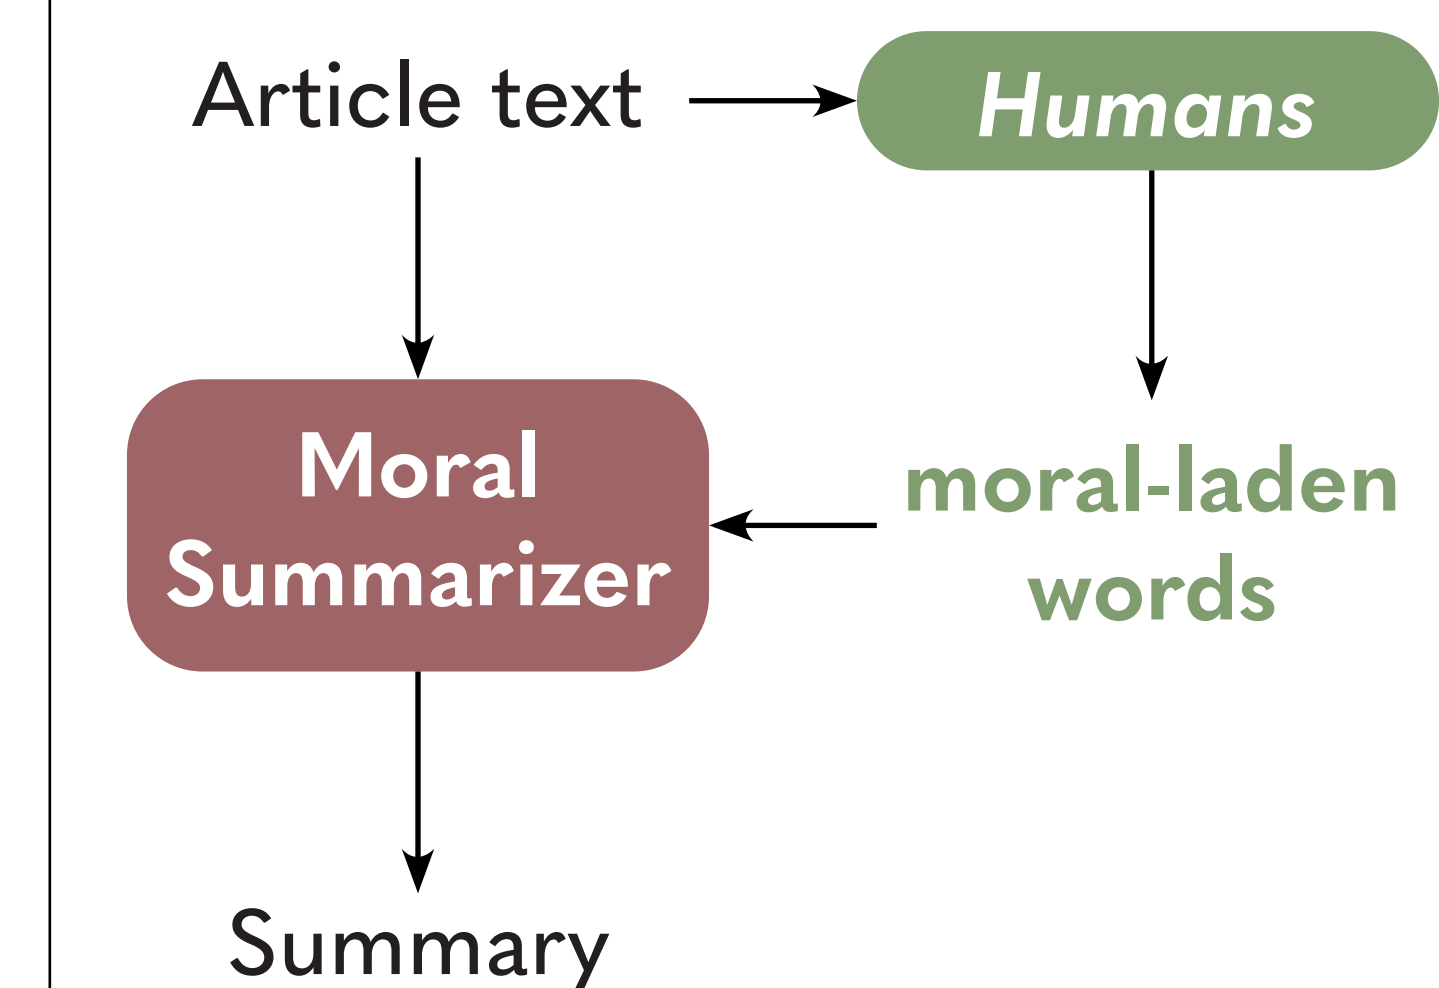 Article text
Humans
Moral
Summarizer
moral-laden
words
Summary